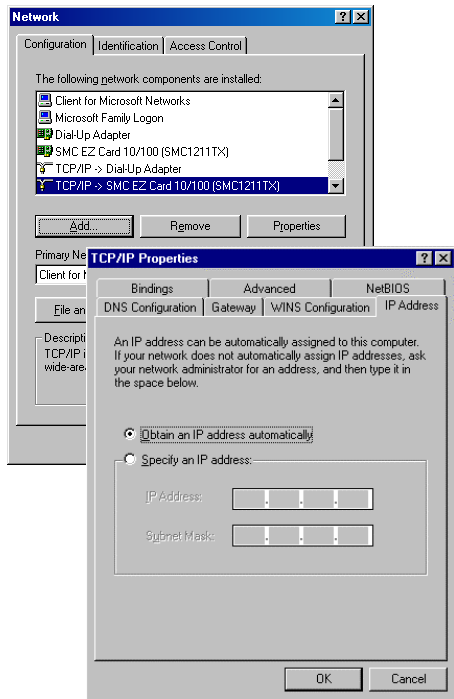 Network
Configuration Identification Access Control
The following network components are installed:
Client for Microsoft Networks
Microsoft Family Logon
Dial-Up Adapter
SMC EZ Card 10/100 (SMC1211TX)
TCP/IP -> Dial-Up Adapter
TCP/IP -> SMC EZ Card 10/100 (SMC1211TX)
Add... Remove Properties
Primary Ne
Client for
File an
Descripti
TCP/IP i
wide-area
TCP/IP Properties
Bindings Advanced NetBIOS
DNS Configuration Gateway WINS Configuration IP Address
An IP address can be automatically assigned to this computer.
If your network does not automatically assign IP addresses, ask
your network administrator for an address, and then type it in
the space below.
Obtain an IP address automatically
Specify an IP address:
IP Address:
Subnet Mask:
OK Cancel